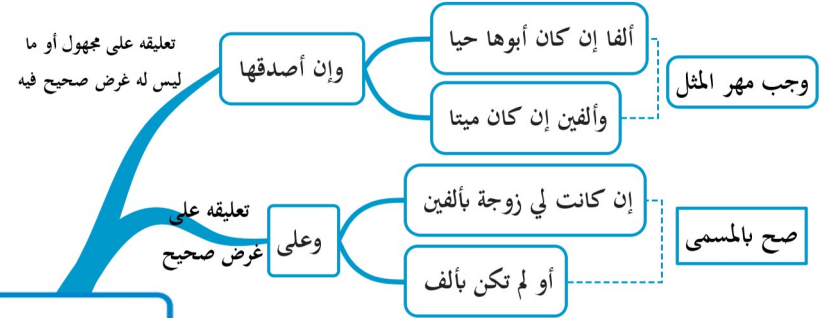 تعليقه على مجهول أو ما
ليس له غرض صحيح فيه
وإن أصدقها
ألفا إن كان أبوها حيا
وألفين إن كان ميتا
وجب مهر المثل
تعليقه على
غرض صحيح
وعلى
إن كانت لي زوجة بألفين
أو لم تكن بألف
صح بالمسمى